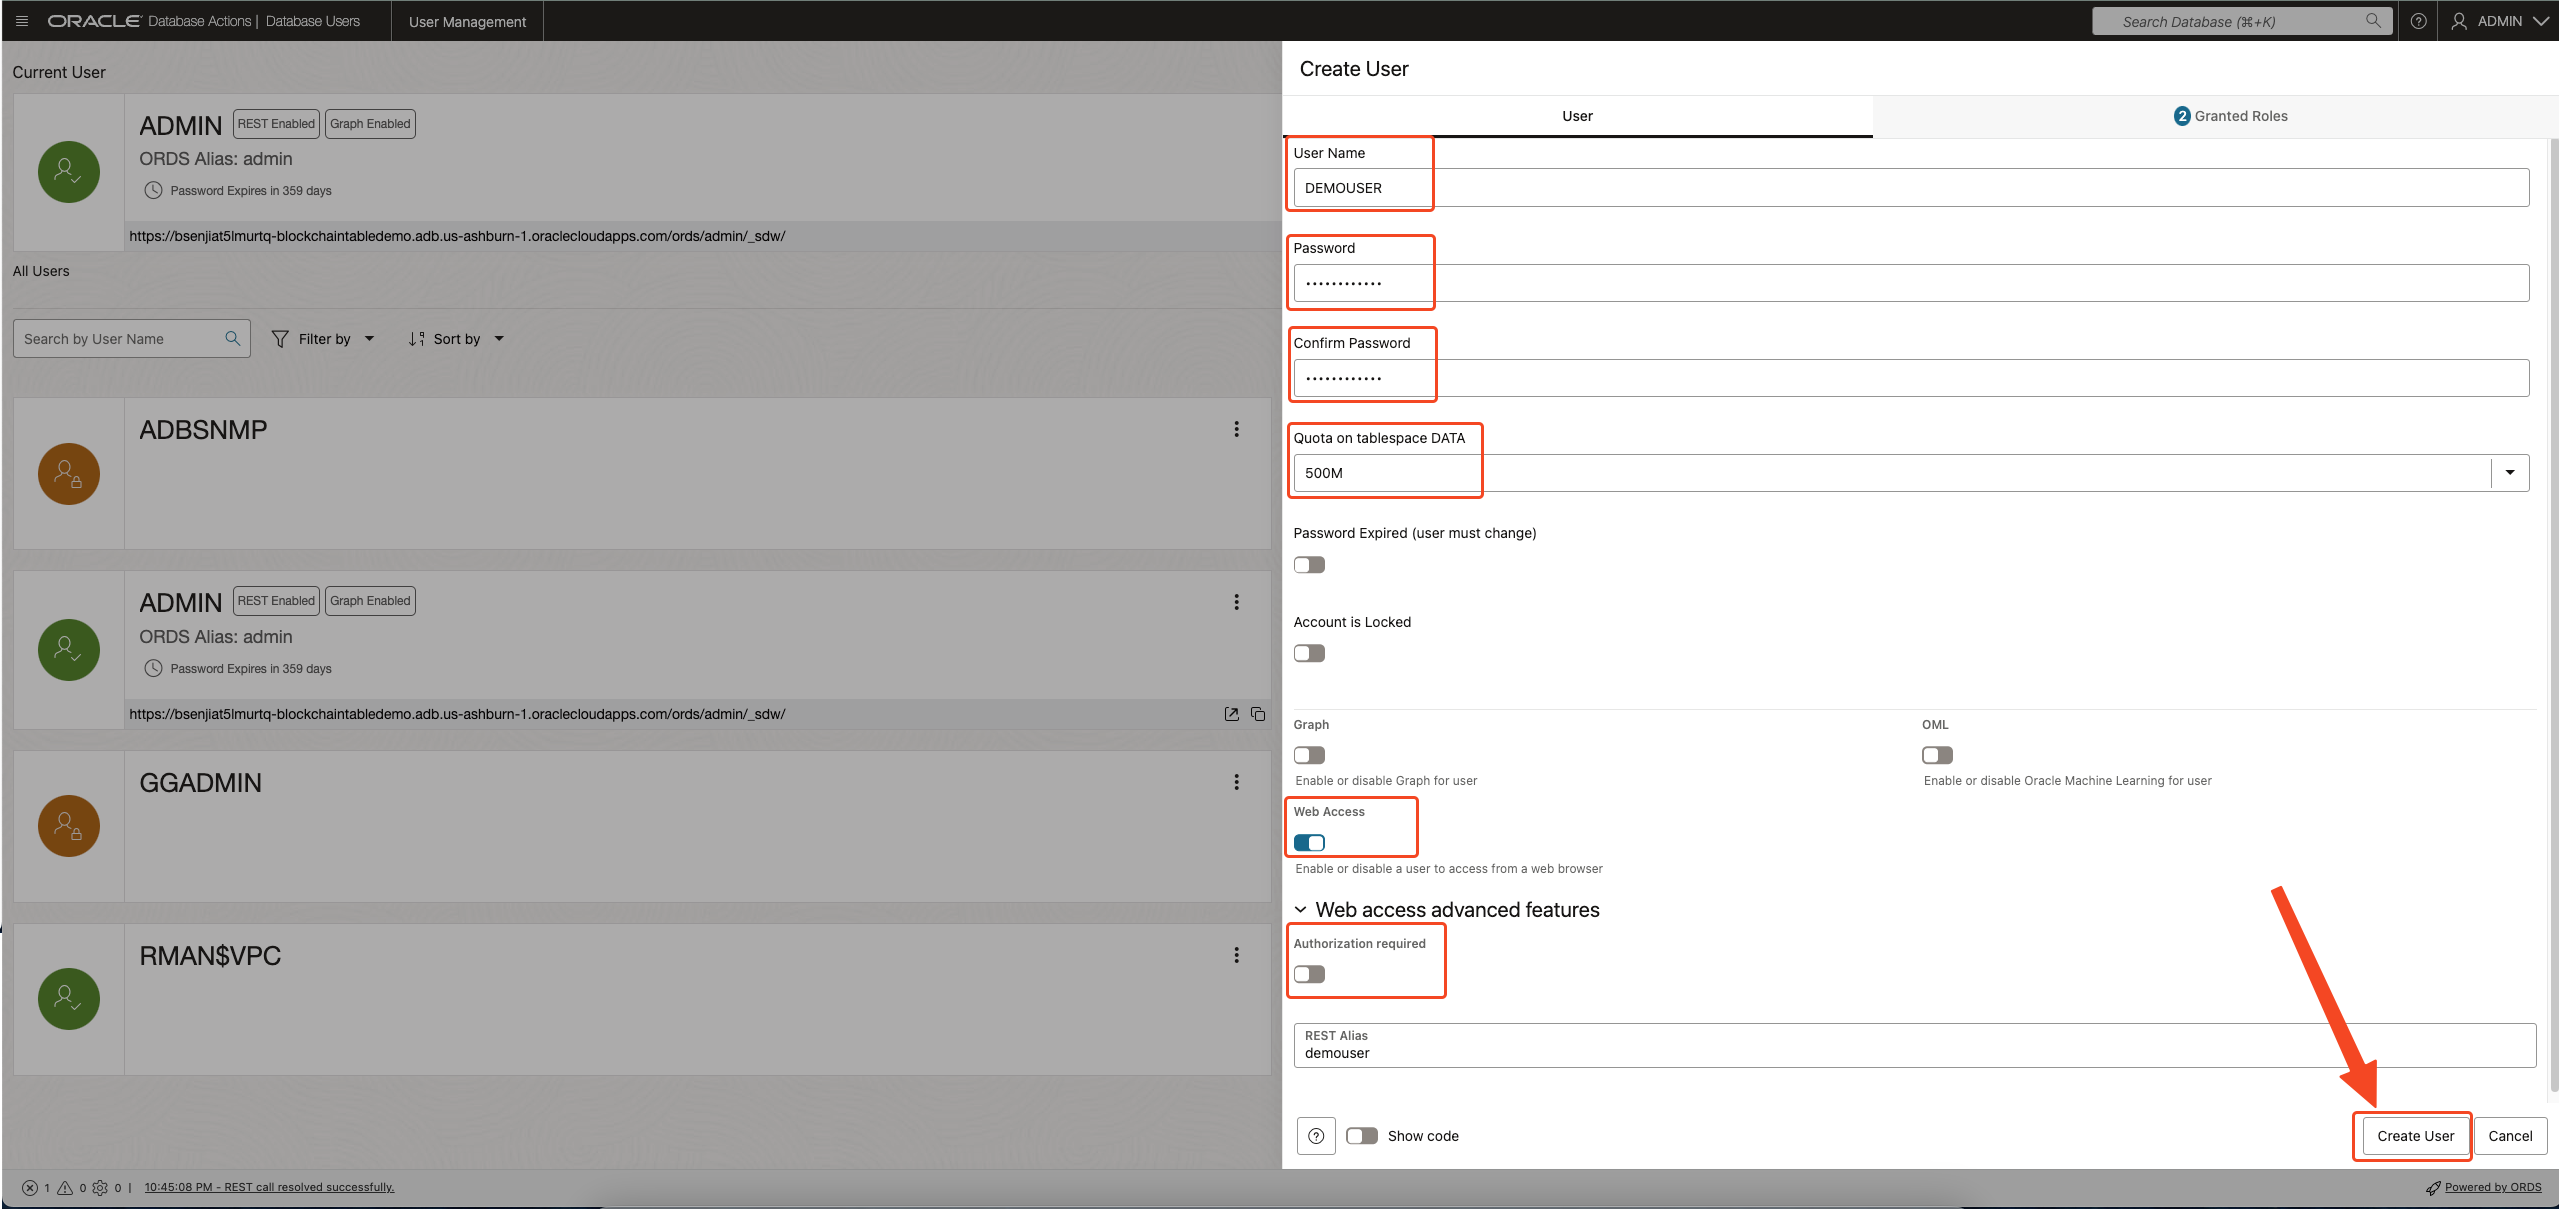 ORACLE Database Actions | Database Users
User Management
Search Database (⌘+K)
ADMIN
Current User
ADMIN REST Enabled Graph Enabled
ORDS Alias: admin
Password Expires in 359 days
https://bsenjiat5lmurtq-blockchaintabledemo.adb.us-ashburn-1.oraclecloudapps.com/ords/admin/_sdw/
All Users
Search by User Name
Filter by
Sort by
ADBSNMP
ADMIN REST Enabled Graph Enabled
ORDS Alias: admin
Password Expires in 359 days
https://bsenjiat5lmurtq-blockchaintabledemo.adb.us-ashburn-1.oraclecloudapps.com/ords/admin/_sdw/
GGADMIN
RMAN$VPC
Create User
User
2 Granted Roles
User Name
DEMOUSER
Password
••••••••••••
Confirm Password
••••••••••••
Quota on tablespace DATA
500M
Password Expired (user must change)
Account is Locked
Graph
Enable or disable Graph for user
OML
Enable or disable Oracle Machine Learning for user
Web Access
Enable or disable a user to access from a web browser
Web access advanced features
Authorization required
REST Alias
demouser
Show code
Create User
Cancel
1 0 0 | 10:45:08 PM - REST call resolved successfully.
Powered by ORDS